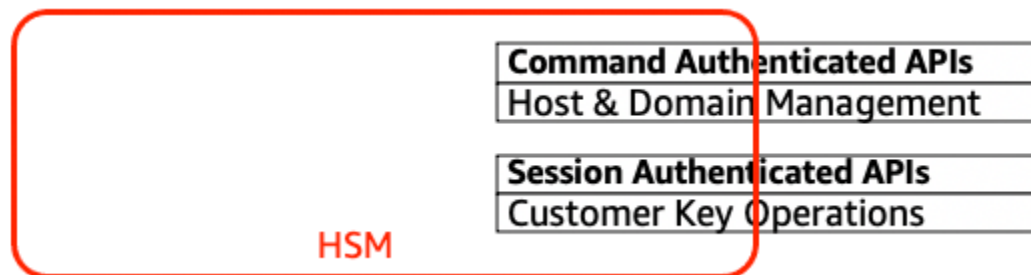 Command Authenticated APIs
Host & Domain Management
Session Authenticated APIs
Customer Key Operations
HSM